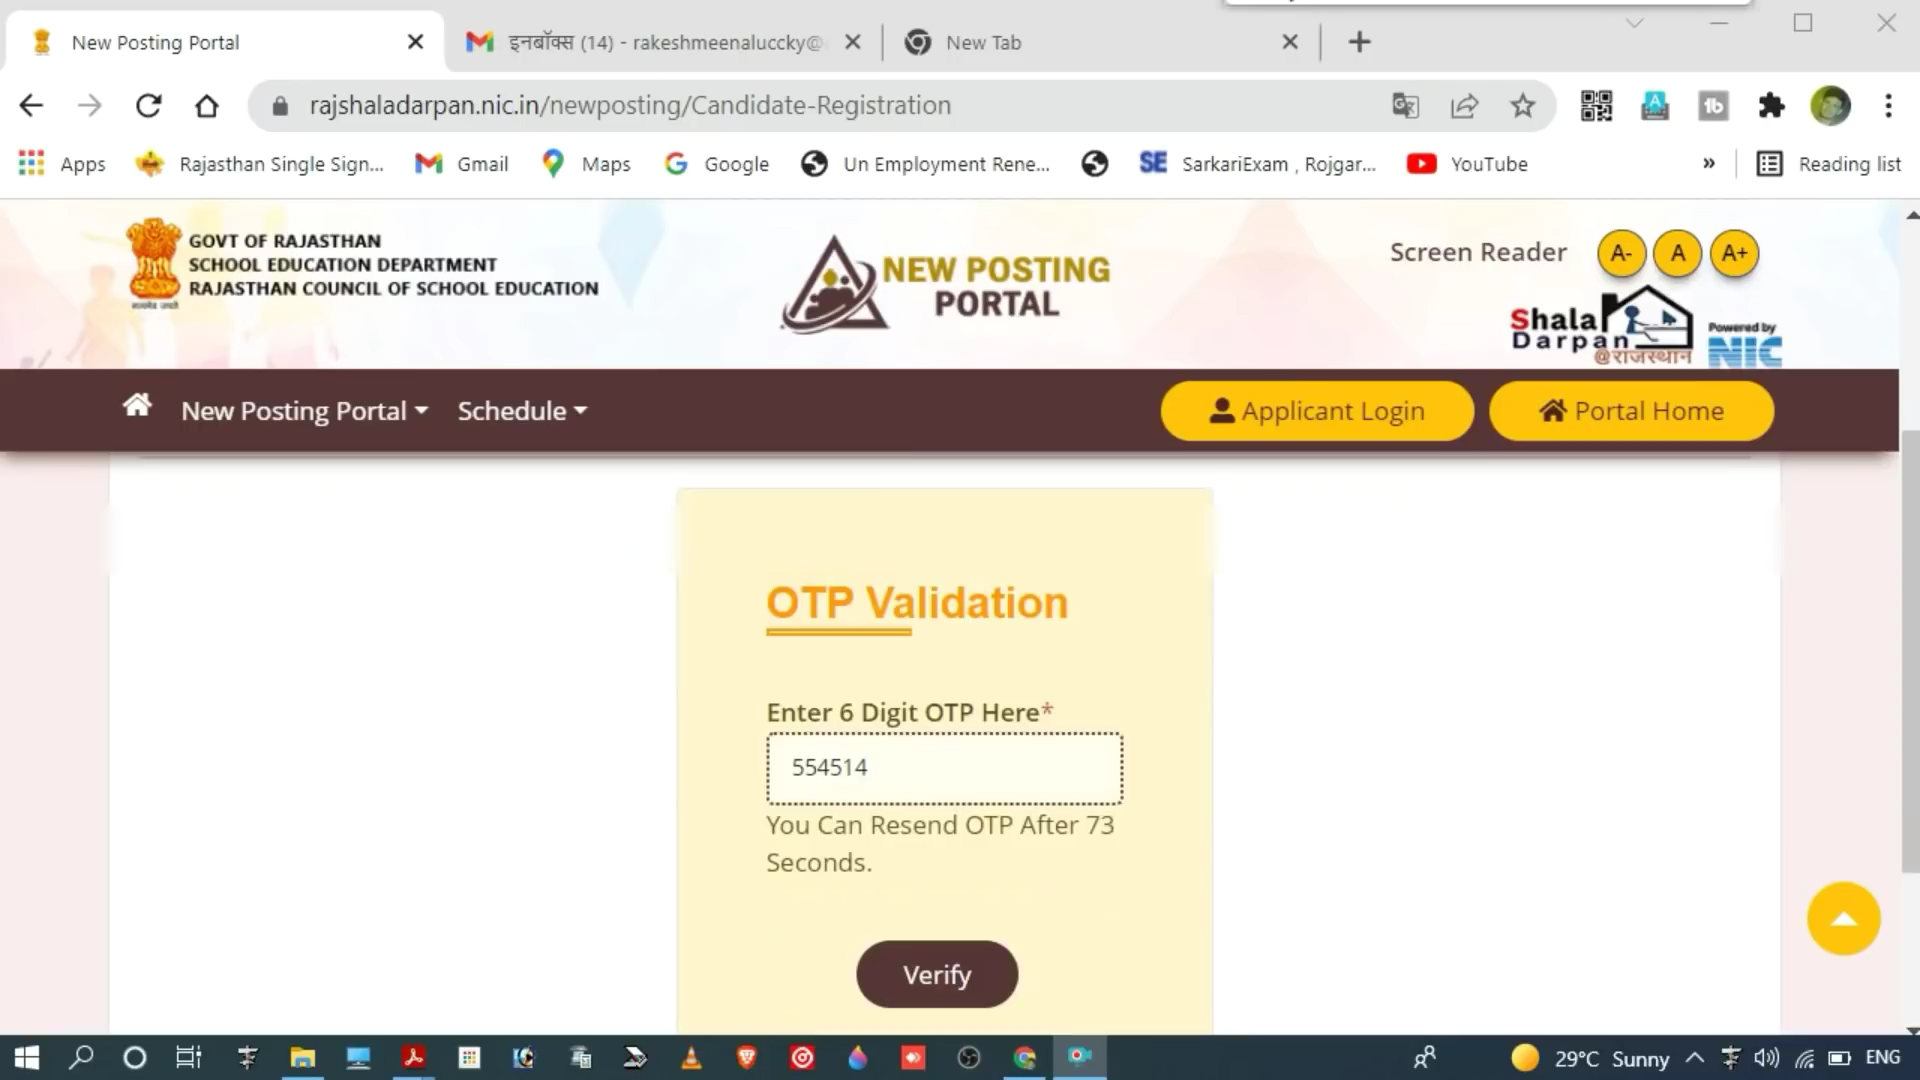 New Posting Portal
इनबॉक्स (14) - rakeshmeenaluccky@
New Tab
rajshaladarpan.nic.in/newposting/Candidate-Registration
Apps
Rajasthan Single Sign...
Gmail
Maps
Google
Un Employment Rene...
SE
SarkariExam , Rojgar...
YouTube
»
Reading list
GOVT OF RAJASTHAN
SCHOOL EDUCATION DEPARTMENT
RAJASTHAN COUNCIL OF SCHOOL EDUCATION
NEW POSTING
PORTAL
Screen Reader
A-
A
A+
Shala
Darpan
@राजस्थान
Powered by
NIC
New Posting Portal
Schedule
Applicant Login
Portal Home
OTP Validation
Enter 6 Digit OTP Here*
554514
You Can Resend OTP After 73
Seconds.
Verify
29°C Sunny
ENG